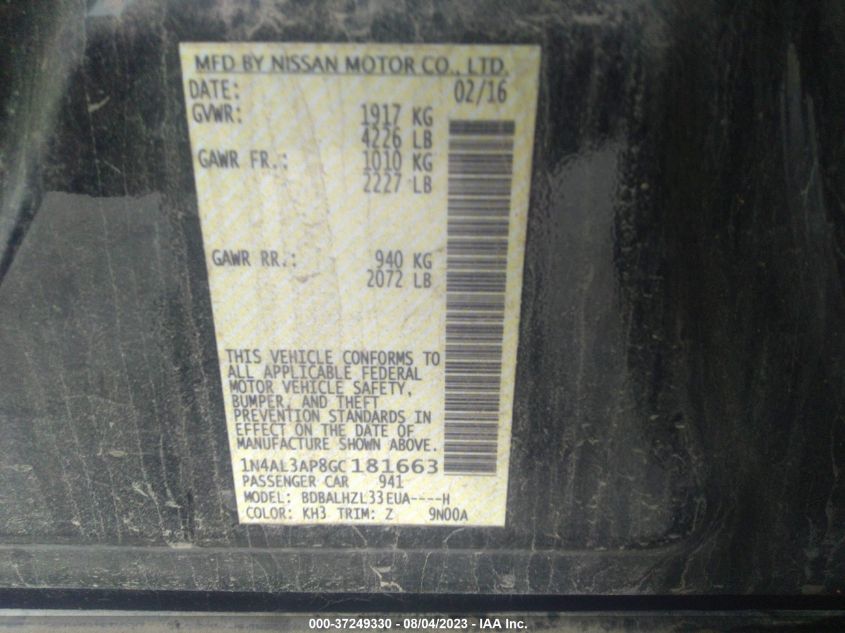 MFD BY NISSAN MOTOR CO., LTD.
DATE: 02/16
GVWR: 1917 KG
4226 LB
GAWR FR.: 1010 KG
2227 LB
GAWR RR.: 940 KG
2072 LB
THIS VEHICLE CONFORMS TO
ALL APPLICABLE FEDERAL
MOTOR VEHICLE SAFETY,
BUMPER, AND THEFT
PREVENTION STANDARDS IN
EFFECT ON THE DATE OF
MANUFACTURE SHOWN ABOVE.
1N4AL3AP8GC181663
PASSENGER CAR 941
MODEL: BDBALHZL33EUA----H
COLOR: KH3 TRIM: Z 9N00A
000-37249330 - 08/04/2023 - IAA Inc.